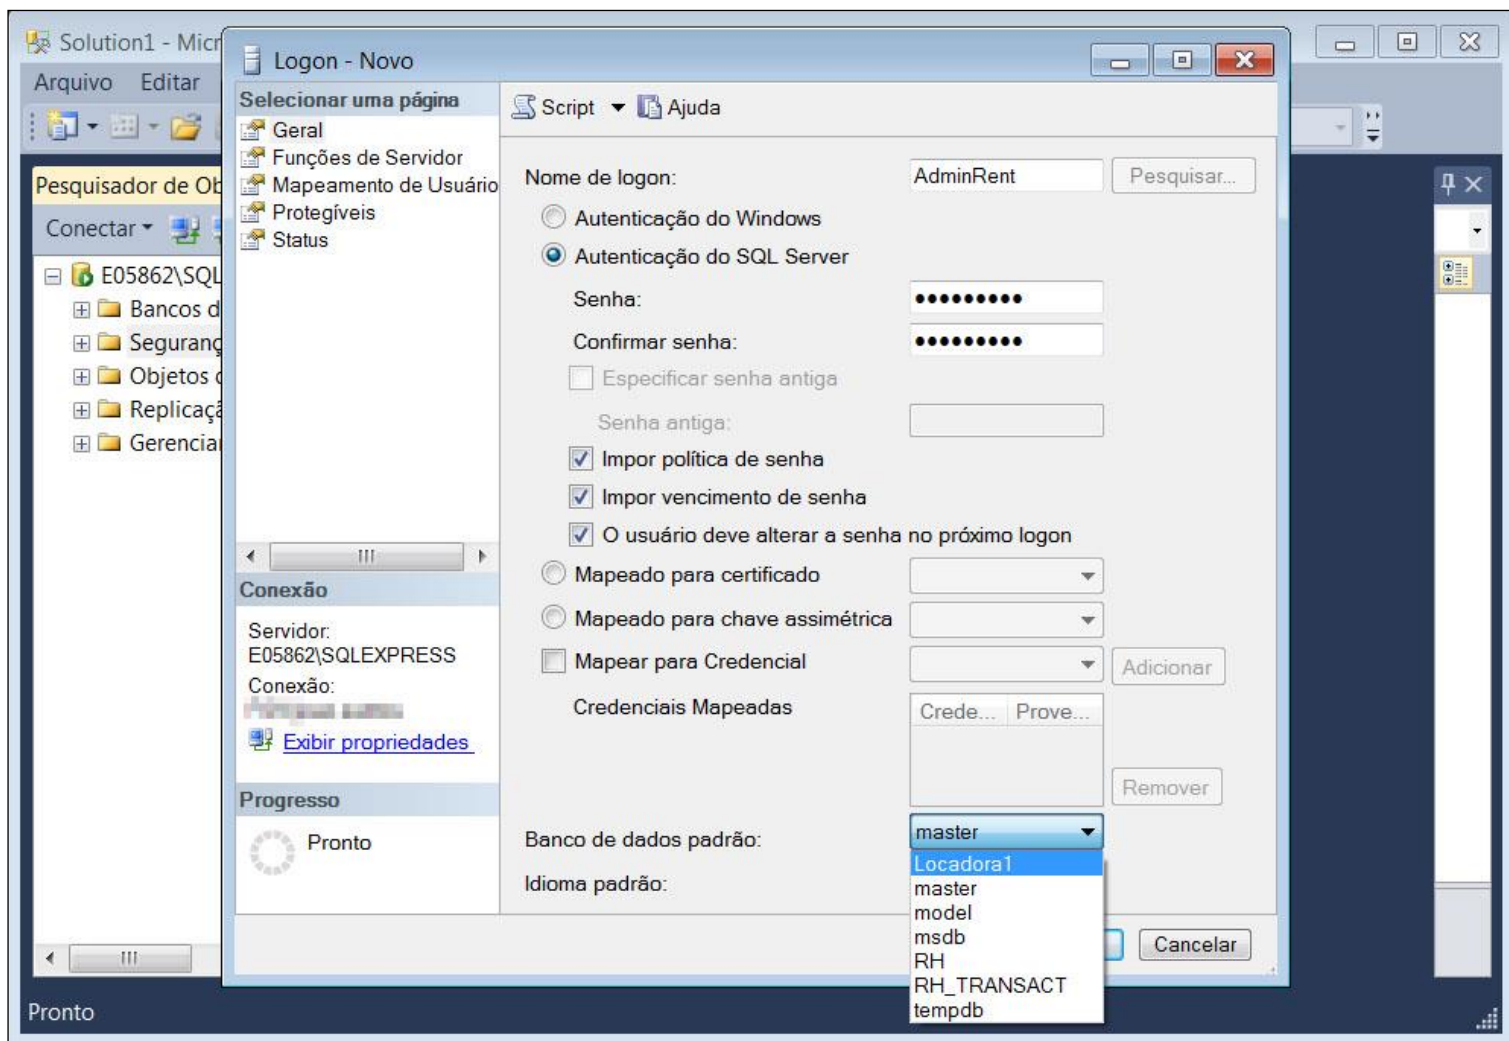 Solution1 - Micr
Logon - Novo
Arquivo Editar
Selecionar uma página
Script Ajuda
Geral
Funções de Servidor
Mapeamento de Usuário
Protegíveis
Status
Pesquisador de Ob
Conectar
E05862\SQL
Bancos d
Seguranç
Objetos d
Replicaçã
Gerenciar
Nome de logon: AdminRent Pesquisar...
Autenticação do Windows
Autenticação do SQL Server
Senha: ●●●●●●●●●
Confirmar senha: ●●●●●●●●●
Especificar senha antiga
Senha antiga:
Impor política de senha
Impor vencimento de senha
O usuário deve alterar a senha no próximo logon
Mapeado para certificado
Mapeado para chave assimétrica
Mapear para Credencial Adicionar
Credenciais Mapeadas Crede... Prove...
Remover
Conexão
Servidor:
E05862\SQLEXPRESS
Conexão:
Exibir propriedades
Progresso
Pronto
Banco de dados padrão: master
Idioma padrão:
Locadora1
master
model
msdb
RH
RH_TRANSACT
tempdb
Cancelar
Pronto